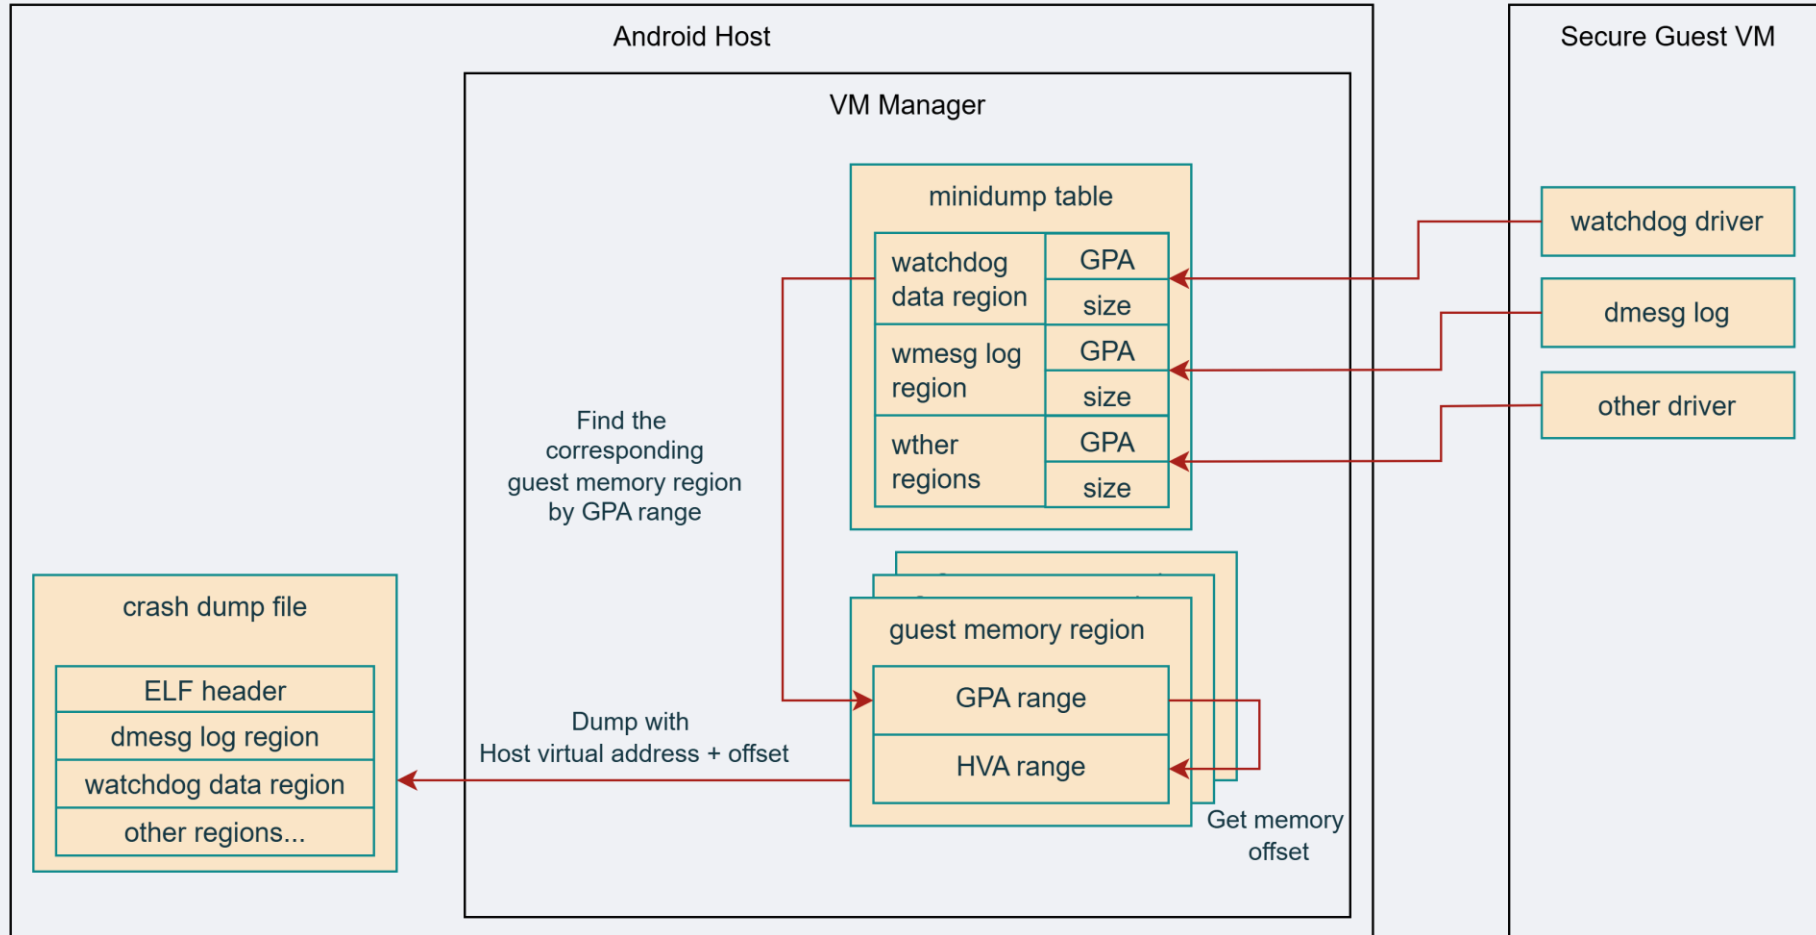 Android Host
Secure Guest VM
VM Manager
minidump table
watchdog
data region
GPA
size
wmesg log
region
GPA
size
wther
regions
GPA
size
watchdog driver
dmesg log
other driver
Find the
corresponding
guest memory region
by GPA range
guest memory region
GPA range
HVA range
Get memory
offset
Dump with
Host virtual address + offset
crash dump file
ELF header
dmesg log region
watchdog data region
other regions...